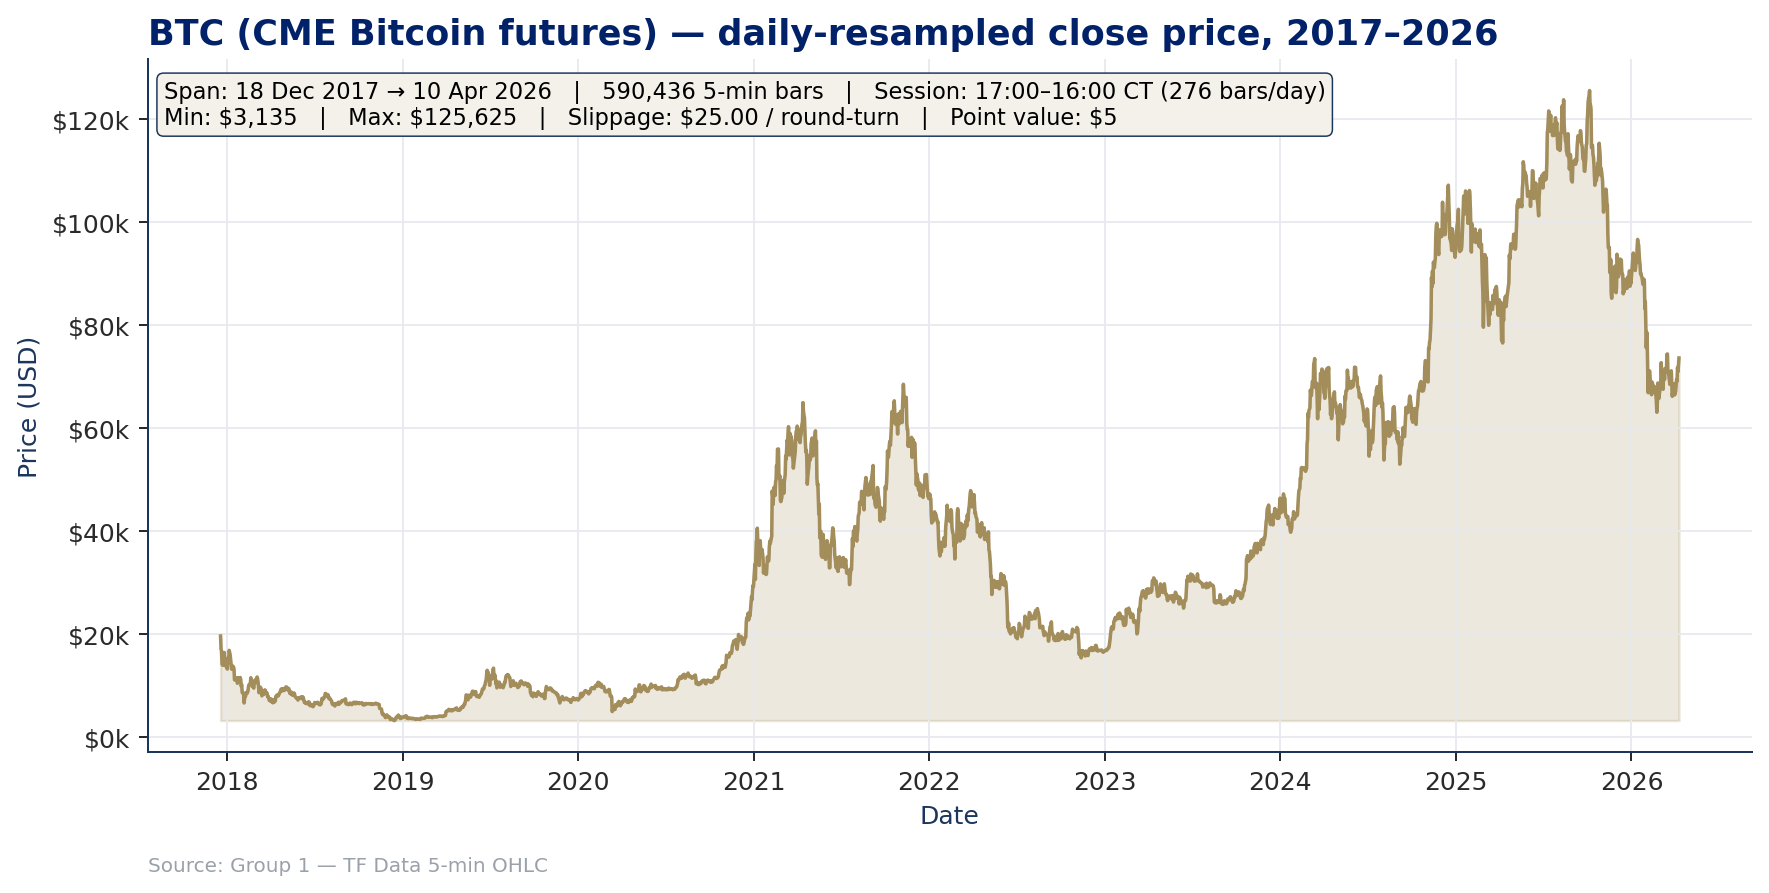 BTC (CME Bitcoin futures) — daily-resampled close price, 2017–2026
Span: 18 Dec 2017 → 10 Apr 2026 | 590,436 5-min bars | Session: 17:00–16:00 CT (276 bars/day)
Min: $3,135 | Max: $125,625 | Slippage: $25.00 / round-turn | Point value: $5
$120k
$100k
$80k
$60k
$40k
$20k
$0k
Price (USD)
2018 2019 2020 2021 2022 2023 2024 2025 2026
Date
Source: Group 1 — TF Data 5-min OHLC